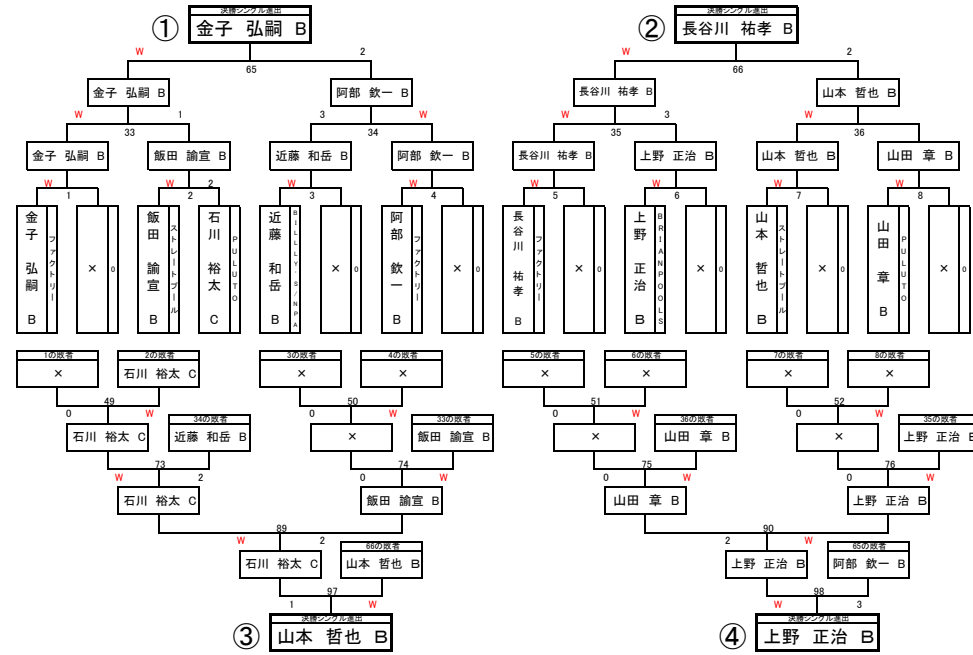 決勝シングル進出
① 金子 弘嗣 B
決勝シングル進出
② 長谷川 祐孝 B
W 2 W 2
65 66
金子 弘嗣 B 阿部 欽一 B 長谷川 祐孝 B 山本 哲也 B
W 1 3 W W 3 W
33 34 35 36
金子 弘嗣 B 飯田 諭宣 B 近藤 和岳 B 阿部 欽一 B 長谷川 祐孝 B 上野 正治 B 山本 哲也 B 山田 章 B
W W 2 W W W W W W
1 2 3 4 5 6 7 8
金子 弘嗣 B ファクトリー
× 0
飯田 諭宣 B ストレートプール
石川 裕太 C PULUTO
近藤 和岳 B BILLLY'S/NPA
× 0
阿部 欽一 B ファクトリー
× 0
長谷川 祐孝 B ファクトリー
× 0
上野 正治 B BRIANPOOLS
× 0
山本 哲也 B ストレートプール
× 0
山田 章 B PULUTO
× 0
1の敗者 2の敗者 3の敗者 4の敗者 5の敗者 6の敗者 7の敗者 8の敗者
× 石川 裕太 C × × × × × ×
49 50 51 52
0 W 0 W 0 W 0 W
34の敗者 33の敗者 36の敗者 35の敗者
石川 裕太 C 近藤 和岳 B × 飯田 諭宣 B × 山田 章 B × 上野 正治 B
73 74 75 76
W 2 0 W 0 W 0 W
石川 裕太 C 飯田 諭宣 B 山田 章 B 上野 正治 B
89 90
W 2 2 W
66の敗者 65の敗者
石川 裕太 C 山本 哲也 B 上野 正治 B 阿部 欽一 B
97 98
1 W W 3
決勝シングル進出
③ 山本 哲也 B
決勝シングル進出
④ 上野 正治 B